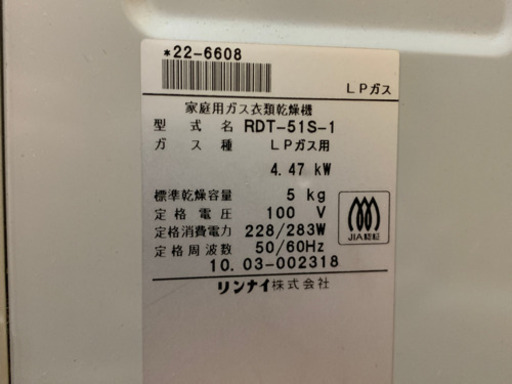 *22-6608
LPガス
家庭用ガス衣類乾燥機
型式名 RDT-51S-1
ガス種 LPガス用
4.47 kW
標準乾燥容量 5 kg
定格電圧 100 V
定格消費電力 228/283W
定格周波数 50/60Hz
JIA認証
10.03-002318
リンナイ株式会社